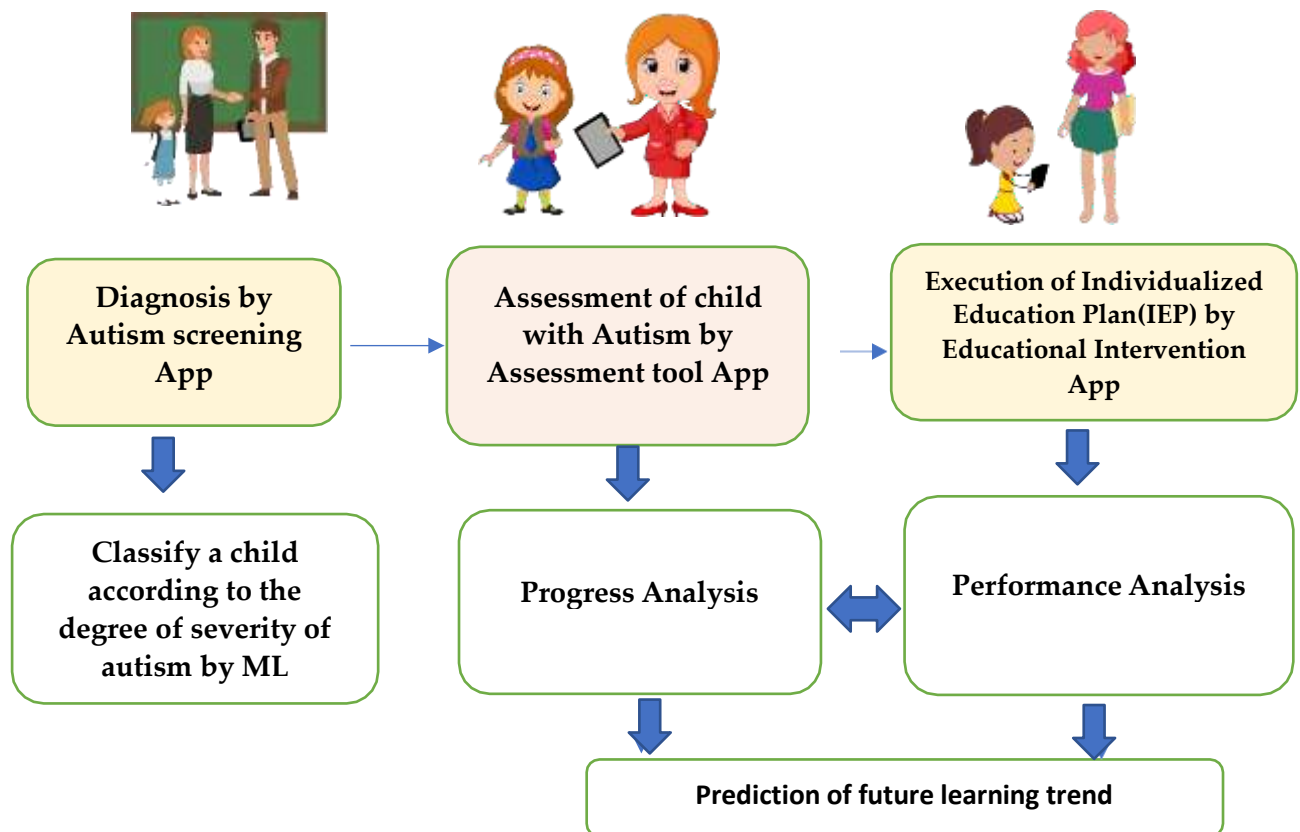 Diagnosis by
Autism screening
App
Assessment of child
with Autism by
Assessment tool App
Execution of Individualized
Education Plan(IEP) by
Educational Intervention
App
Classify a child
according to the
degree of severity of
autism by ML
Progress Analysis
Performance Analysis
Prediction of future learning trend